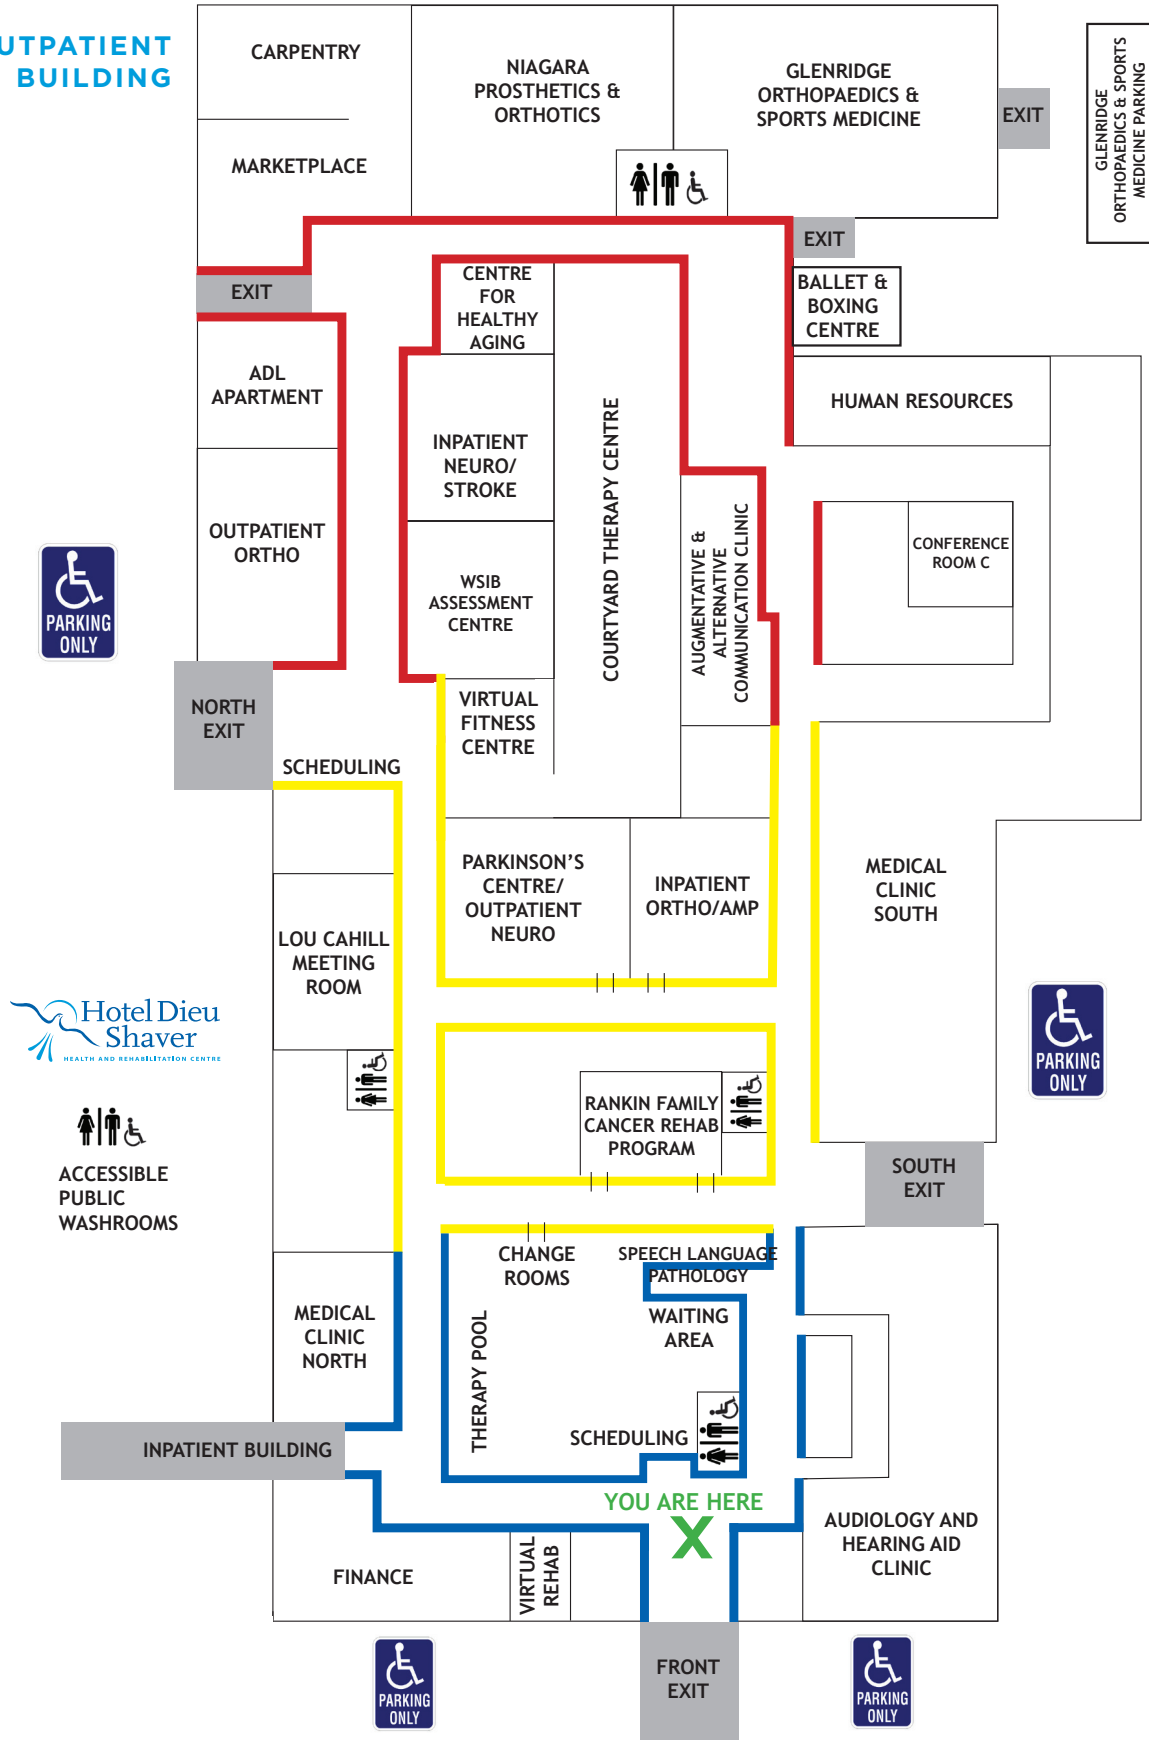 UTPATIENT
BUILDING
CARPENTRY
MARKETPLACE
NIAGARA
PROSTHETICS &
ORTHOTICS
GLENRIDGE
ORTHOPAEDICS &
SPORTS MEDICINE
EXIT
GLENRIDGE
ORTHOPAEDICS & SPORTS
MEDICINE PARKING
EXIT
EXIT
CENTRE
FOR
HEALTHY
AGING
BALLET &
BOXING
CENTRE
ADL
APARTMENT
HUMAN RESOURCES
INPATIENT
NEURO/
STROKE
COURTYARD THERAPY CENTRE
OUTPATIENT
ORTHO
WSIB
ASSESSMENT
CENTRE
AUGMENTATIVE &
ALTERNATIVE
COMMUNICATION CLINIC
CONFERENCE
ROOM C
PARKING
ONLY
NORTH
EXIT
VIRTUAL
FITNESS
CENTRE
SCHEDULING
PARKINSON'S
CENTRE/
OUTPATIENT
NEURO
INPATIENT
ORTHO/AMP
MEDICAL
CLINIC
SOUTH
LOU CAHILL
MEETING
ROOM
Hotel Dieu
Shaver
HEALTH AND REHABILITATION CENTRE
PARKING
ONLY
RANKIN FAMILY
CANCER REHAB
PROGRAM
ACCESSIBLE
PUBLIC
WASHROOMS
SOUTH
EXIT
CHANGE
ROOMS
SPEECH LANGUAGE
PATHOLOGY
WAITING
AREA
MEDICAL
CLINIC
NORTH
THERAPY POOL
SCHEDULING
INPATIENT BUILDING
YOU ARE HERE
X
AUDIOLOGY AND
HEARING AID
CLINIC
FINANCE
VIRTUAL
REHAB
FRONT
EXIT
PARKING
ONLY
PARKING
ONLY